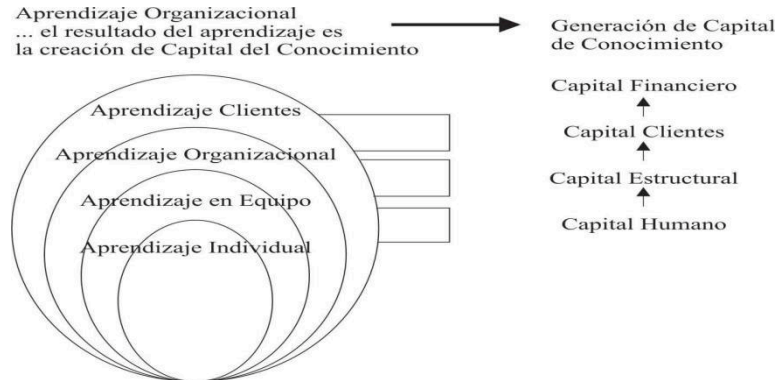 Aprendizaje Organizacional
... el resultado del aprendizaje es
la creación de Capital del Conocimiento
Generación de Capital
de Conocimiento
Aprendizaje Clientes
Aprendizaje Organizacional
Aprendizaje en Equipo
Aprendizaje Individual
Capital Financiero
Capital Clientes
Capital Estructural
Capital Humano